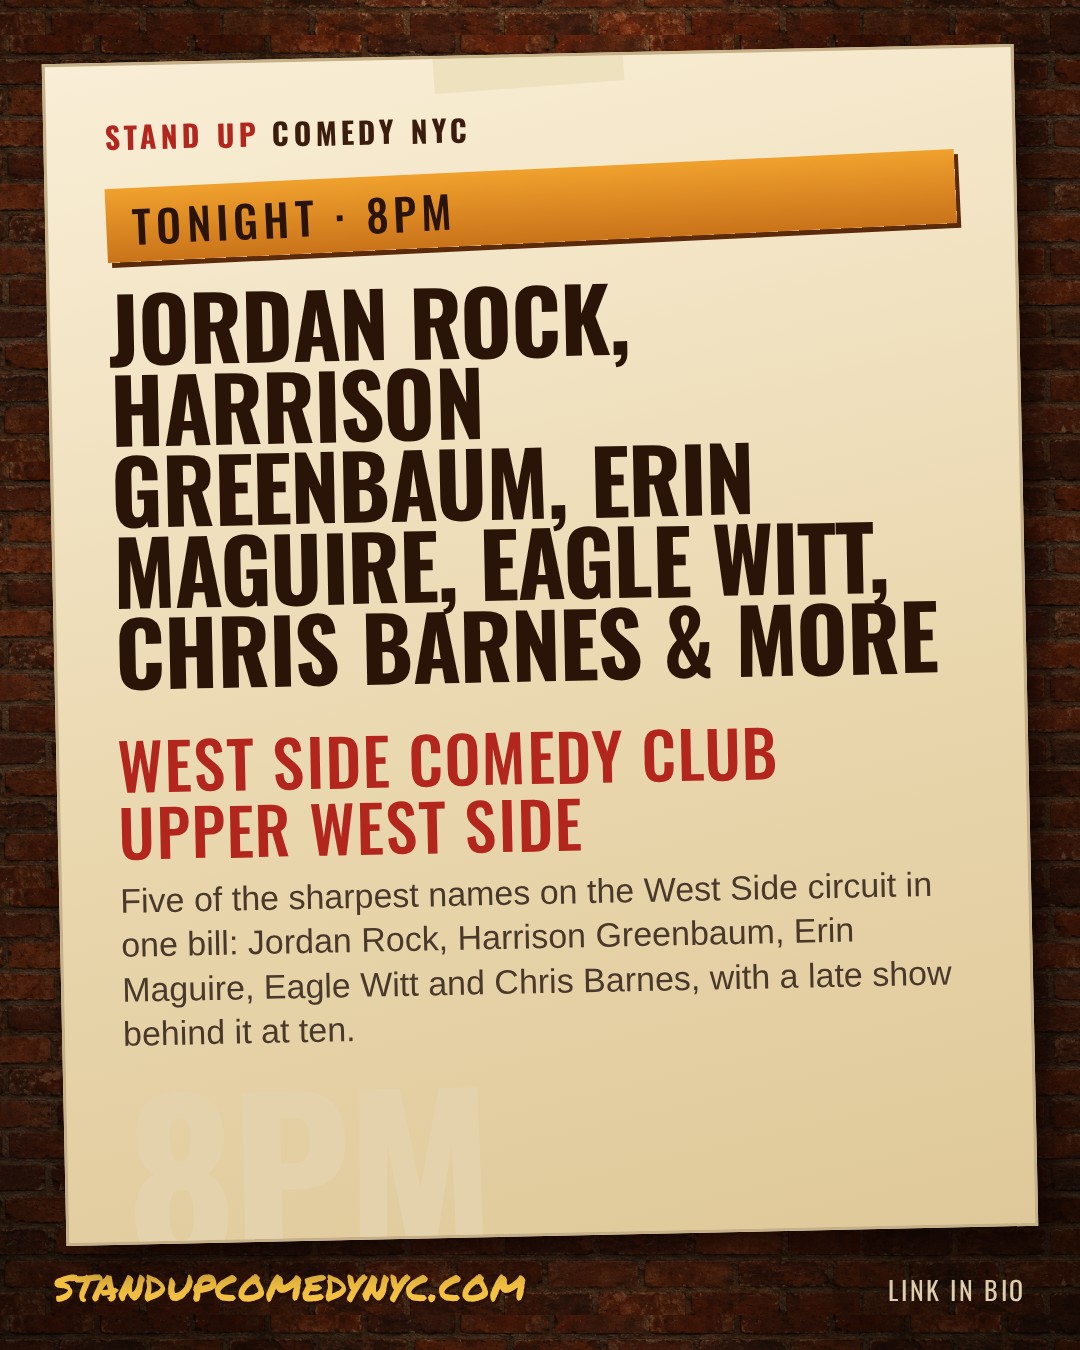 STAND UP COMEDY NYC
TONIGHT · 8PM
JORDAN ROCK,
HARRISON
GREENBAUM, ERIN
MAGUIRE, EAGLE WITT,
CHRIS BARNES & MORE
WEST SIDE COMEDY CLUB
UPPER WEST SIDE
Five of the sharpest names on the West Side circuit in
one bill: Jordan Rock, Harrison Greenbaum, Erin
Maguire, Eagle Witt and Chris Barnes, with a late show
behind it at ten.
8PM
STANDUPCOMEDYNYC.COM
LINK IN BIO